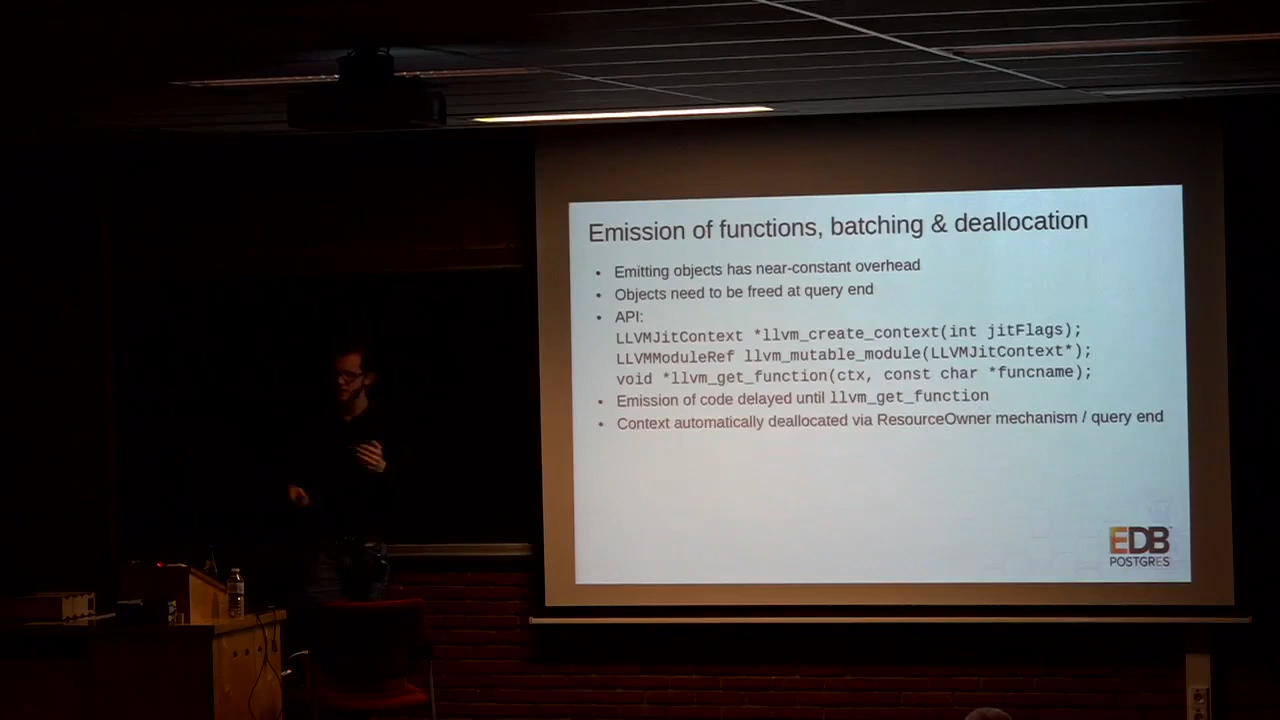 Emission of functions, batching & deallocation
• Emitting objects has near-constant overhead
• Objects need to be freed at query end
• API:
LLVMJitContext *llvm_create_context(int jitFlags);
LLVMModuleRef llvm_mutable_module(LLVMJitContext*);
void *llvm_get_function(ctx, const char *funcname);
• Emission of code delayed until llvm_get_function
• Context automatically deallocated via ResourceOwner mechanism / query end
EDB
POSTGRES